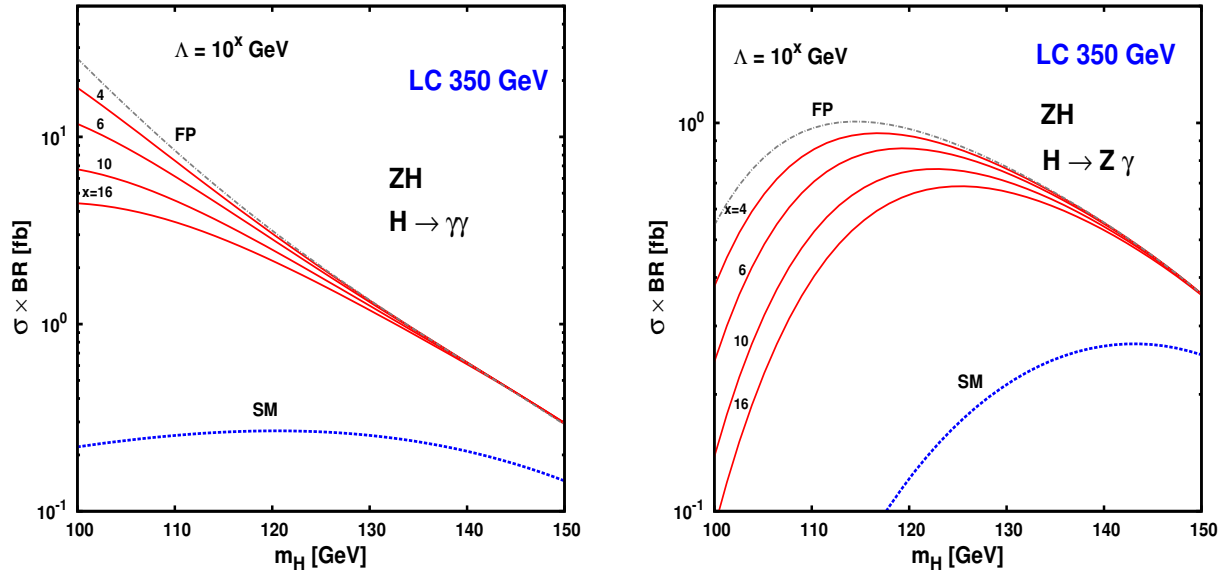 Λ = 10^x GeV
LC 350 GeV
4
FP
6
ZH
10
x=16
H → γγ
SM
σ × BR [fb]
10^1
10^0
10^-1
100 110 120 130 140 150
m_H [GeV]
Λ = 10^x GeV
LC 350 GeV
FP
ZH
H → Z γ
x=4
6
10
SM
16
σ × BR [fb]
10^0
10^-1
100 110 120 130 140 150
m_H [GeV]